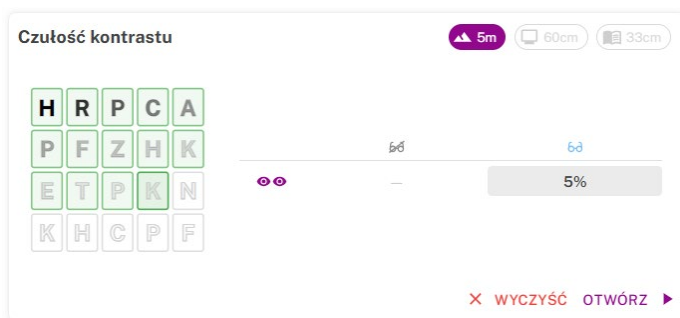 Czułość kontrastu
5m
60cm
33cm
H R P C A
P F Z H K
E T P K N
K H C P F
—
5%
WYCZYŚĆ
OTWÓRZ